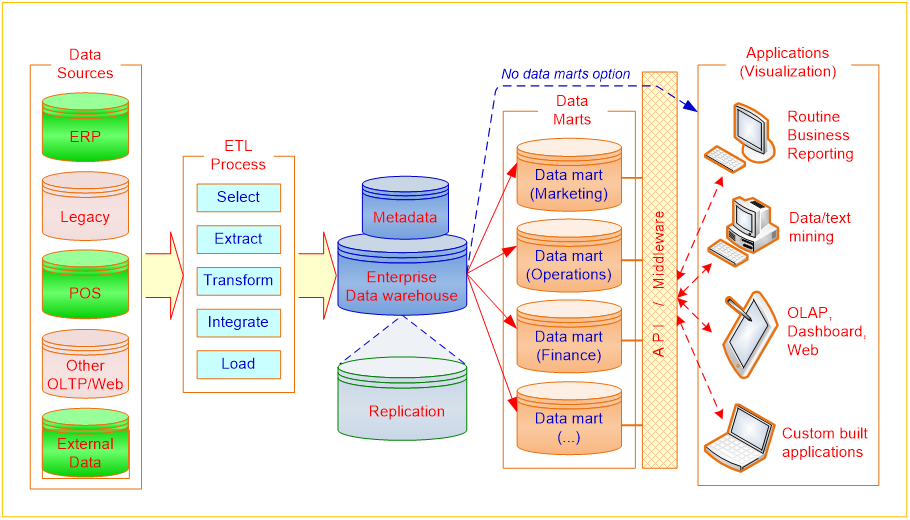 Data
Sources
ERP
Legacy
POS
Other
OLTP/Web
External
Data
ETL
Process
Select
Extract
Transform
Integrate
Load
Metadata
Enterprise
Data warehouse
Replication
No data marts option
Data
Marts
Data mart
(Marketing)
Data mart
(Operations)
Data mart
(Finance)
Data mart
(...)
API / Middleware
Applications
(Visualization)
Routine
Business
Reporting
Data/text
mining
OLAP,
Dashboard,
Web
Custom built
applications